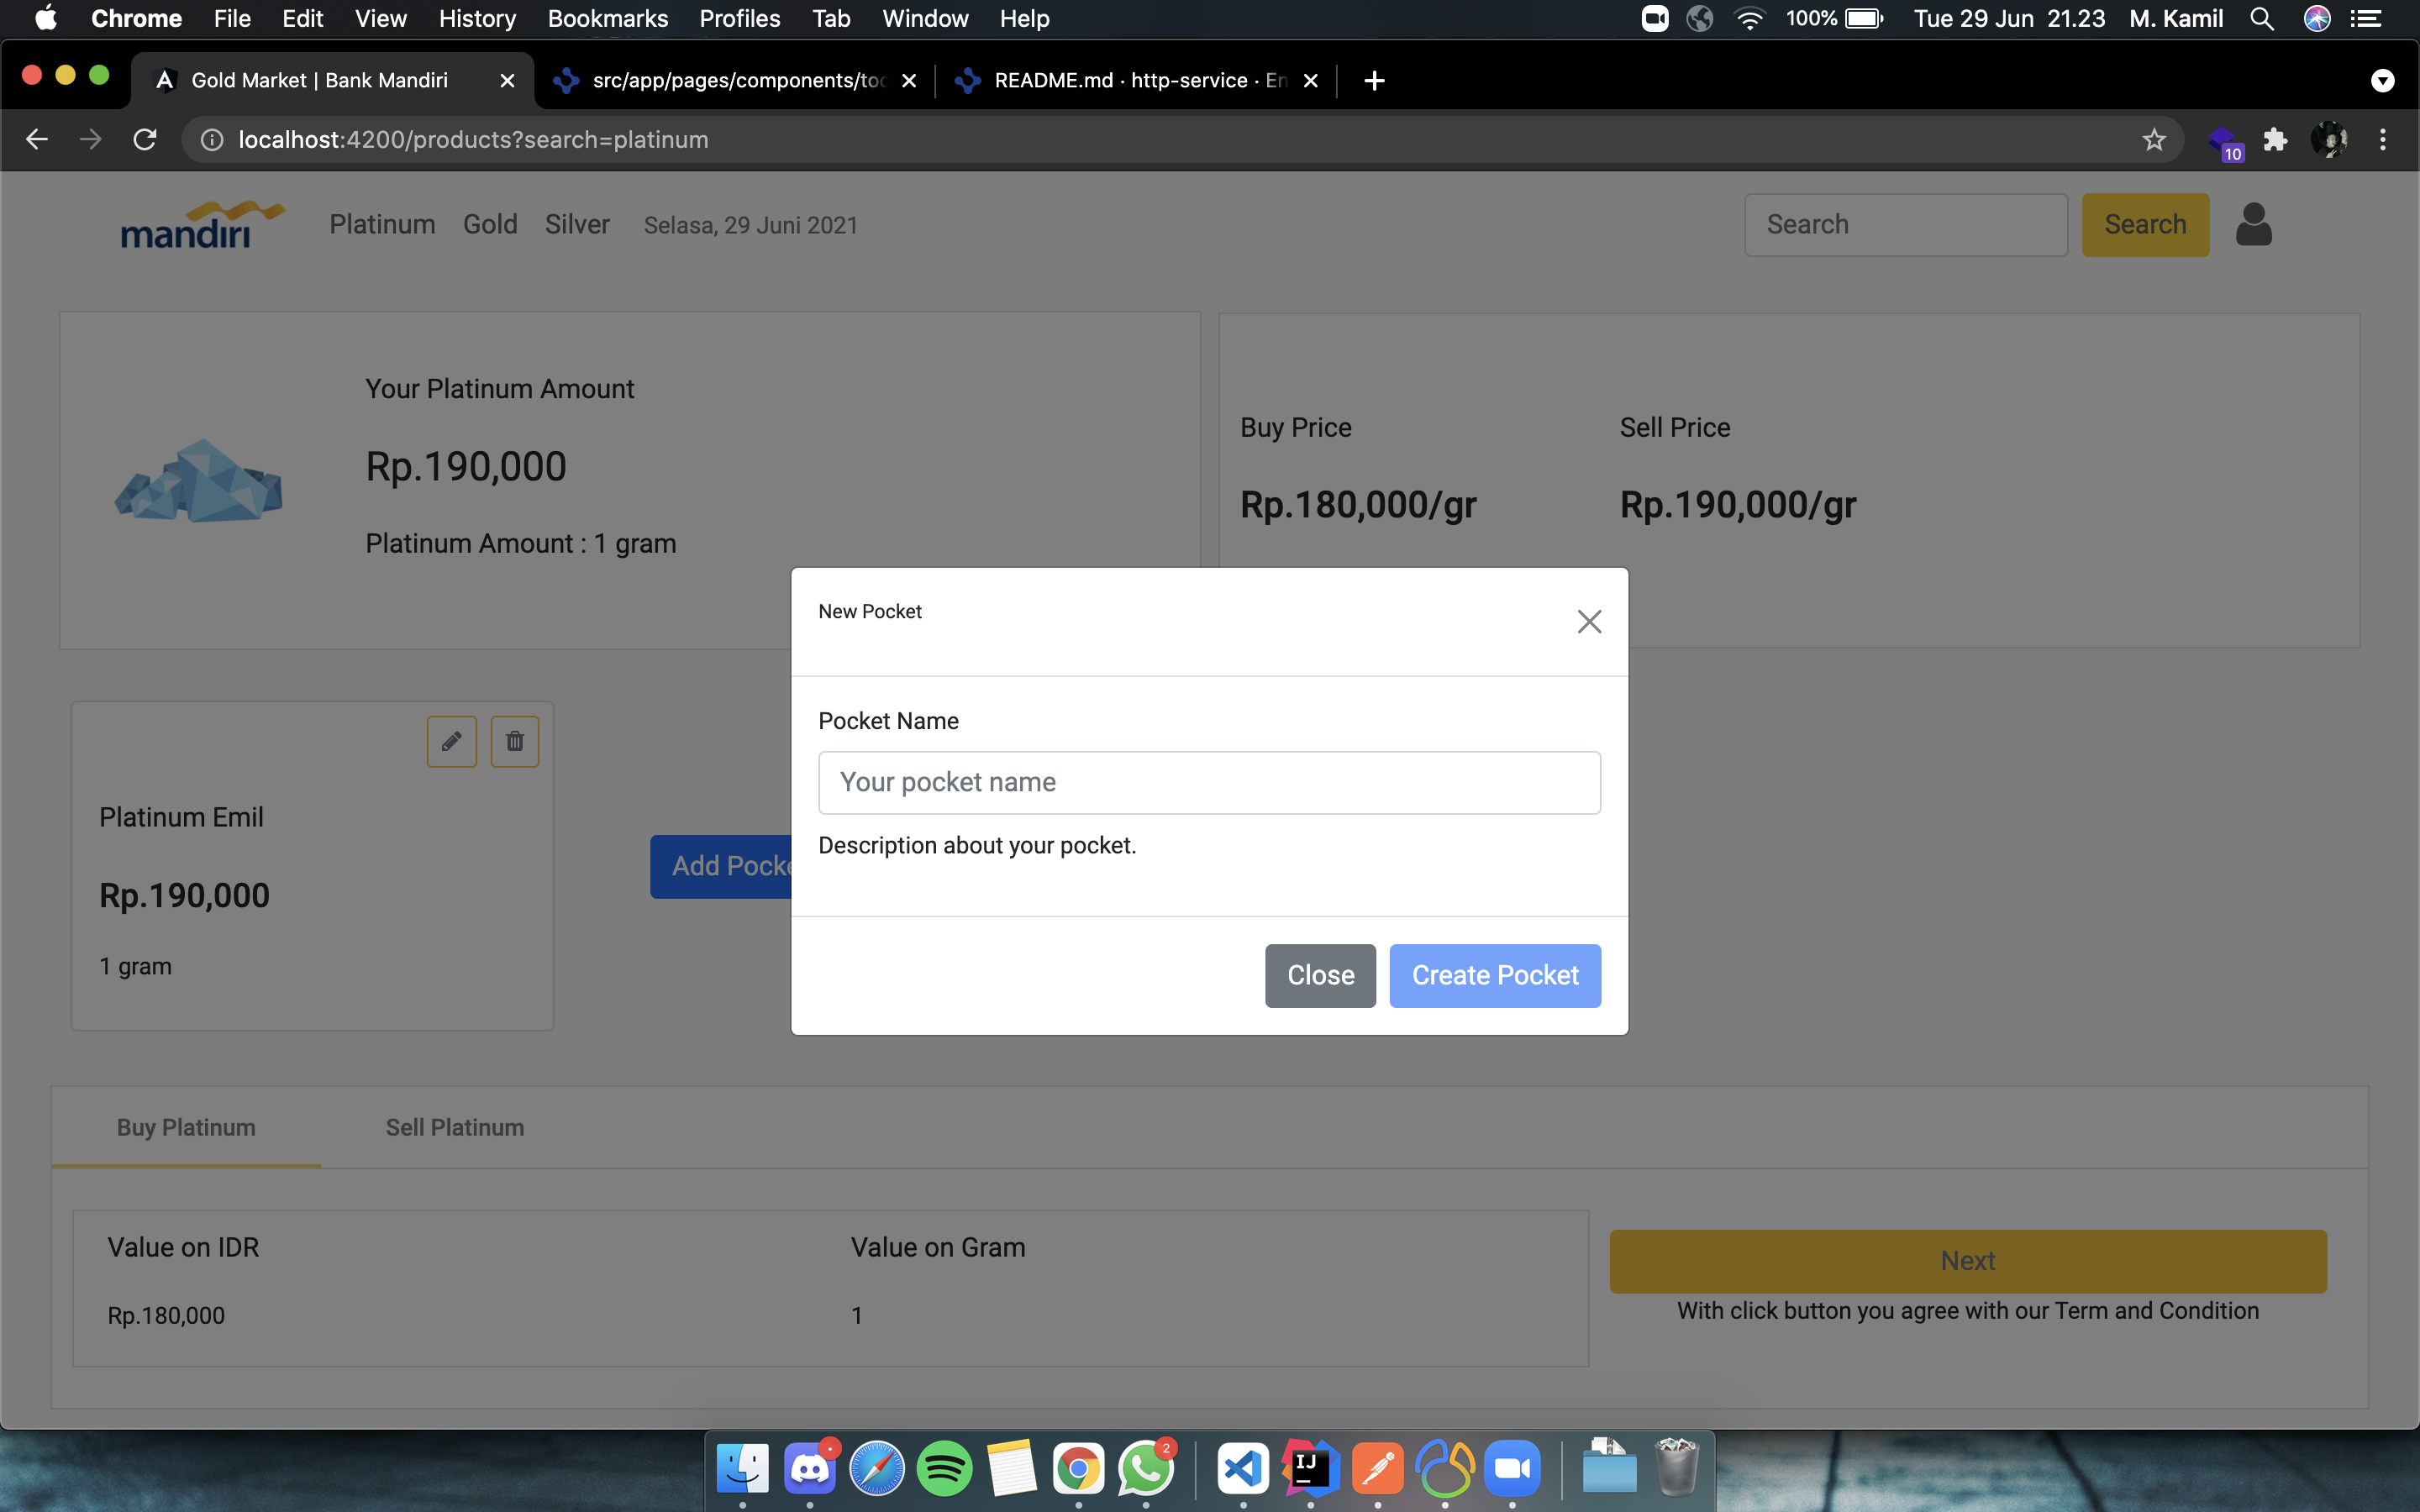 Chrome File Edit View History Bookmarks Profiles Tab Window Help 100% Tue 29 Jun 21.23 M. Kamil
Gold Market | Bank Mandiri src/app/pages/components/too README.md · http-service · En
localhost:4200/products?search=platinum 10
mandiri Platinum Gold Silver Selasa, 29 Juni 2021 Search Search
Your Platinum Amount
Rp.190,000
Platinum Amount : 1 gram
Buy Price Sell Price
Rp.180,000/gr Rp.190,000/gr
New Pocket
Pocket Name
Your pocket name
Description about your pocket.
Close Create Pocket
Platinum Emil
Rp.190,000
1 gram
Add Pocke
Buy Platinum Sell Platinum
Value on IDR Value on Gram
Rp.180,000 1
Next
With click button you agree with our Term and Condition
2
IJ